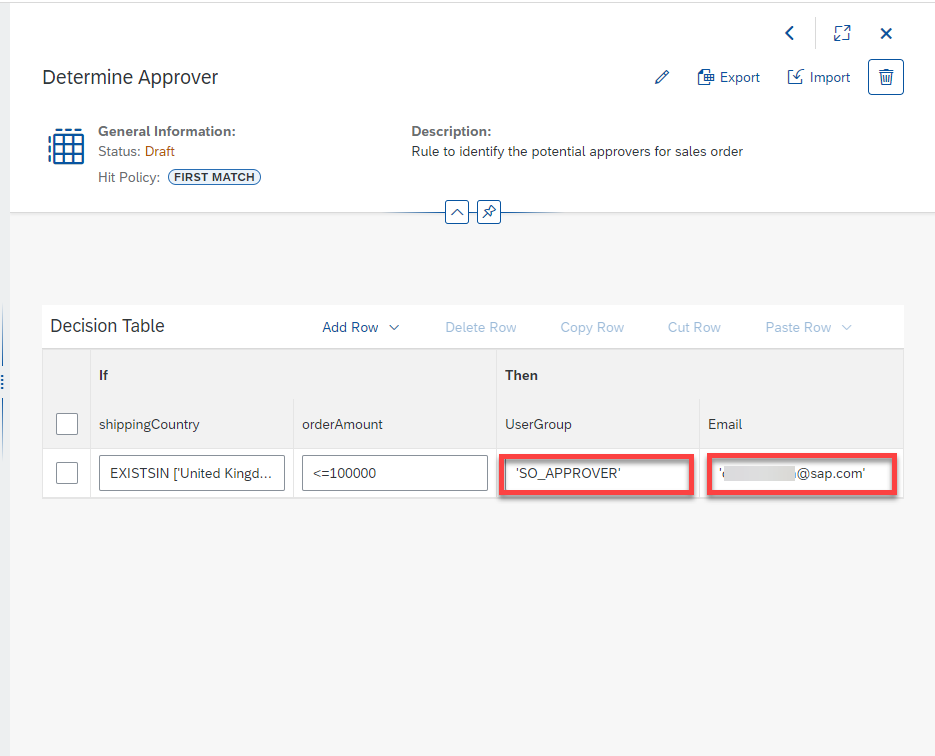 Determine Approver
Export
Import
General Information:
Status: Draft
Hit Policy: FIRST MATCH
Description:
Rule to identify the potential approvers for sales order
Decision Table
Add Row
Delete Row
Copy Row
Cut Row
Paste Row
If
Then
shippingCountry
orderAmount
UserGroup
Email
EXISTSIN ['United Kingd...
<=100000
'SO_APPROVER'
@sap.com'